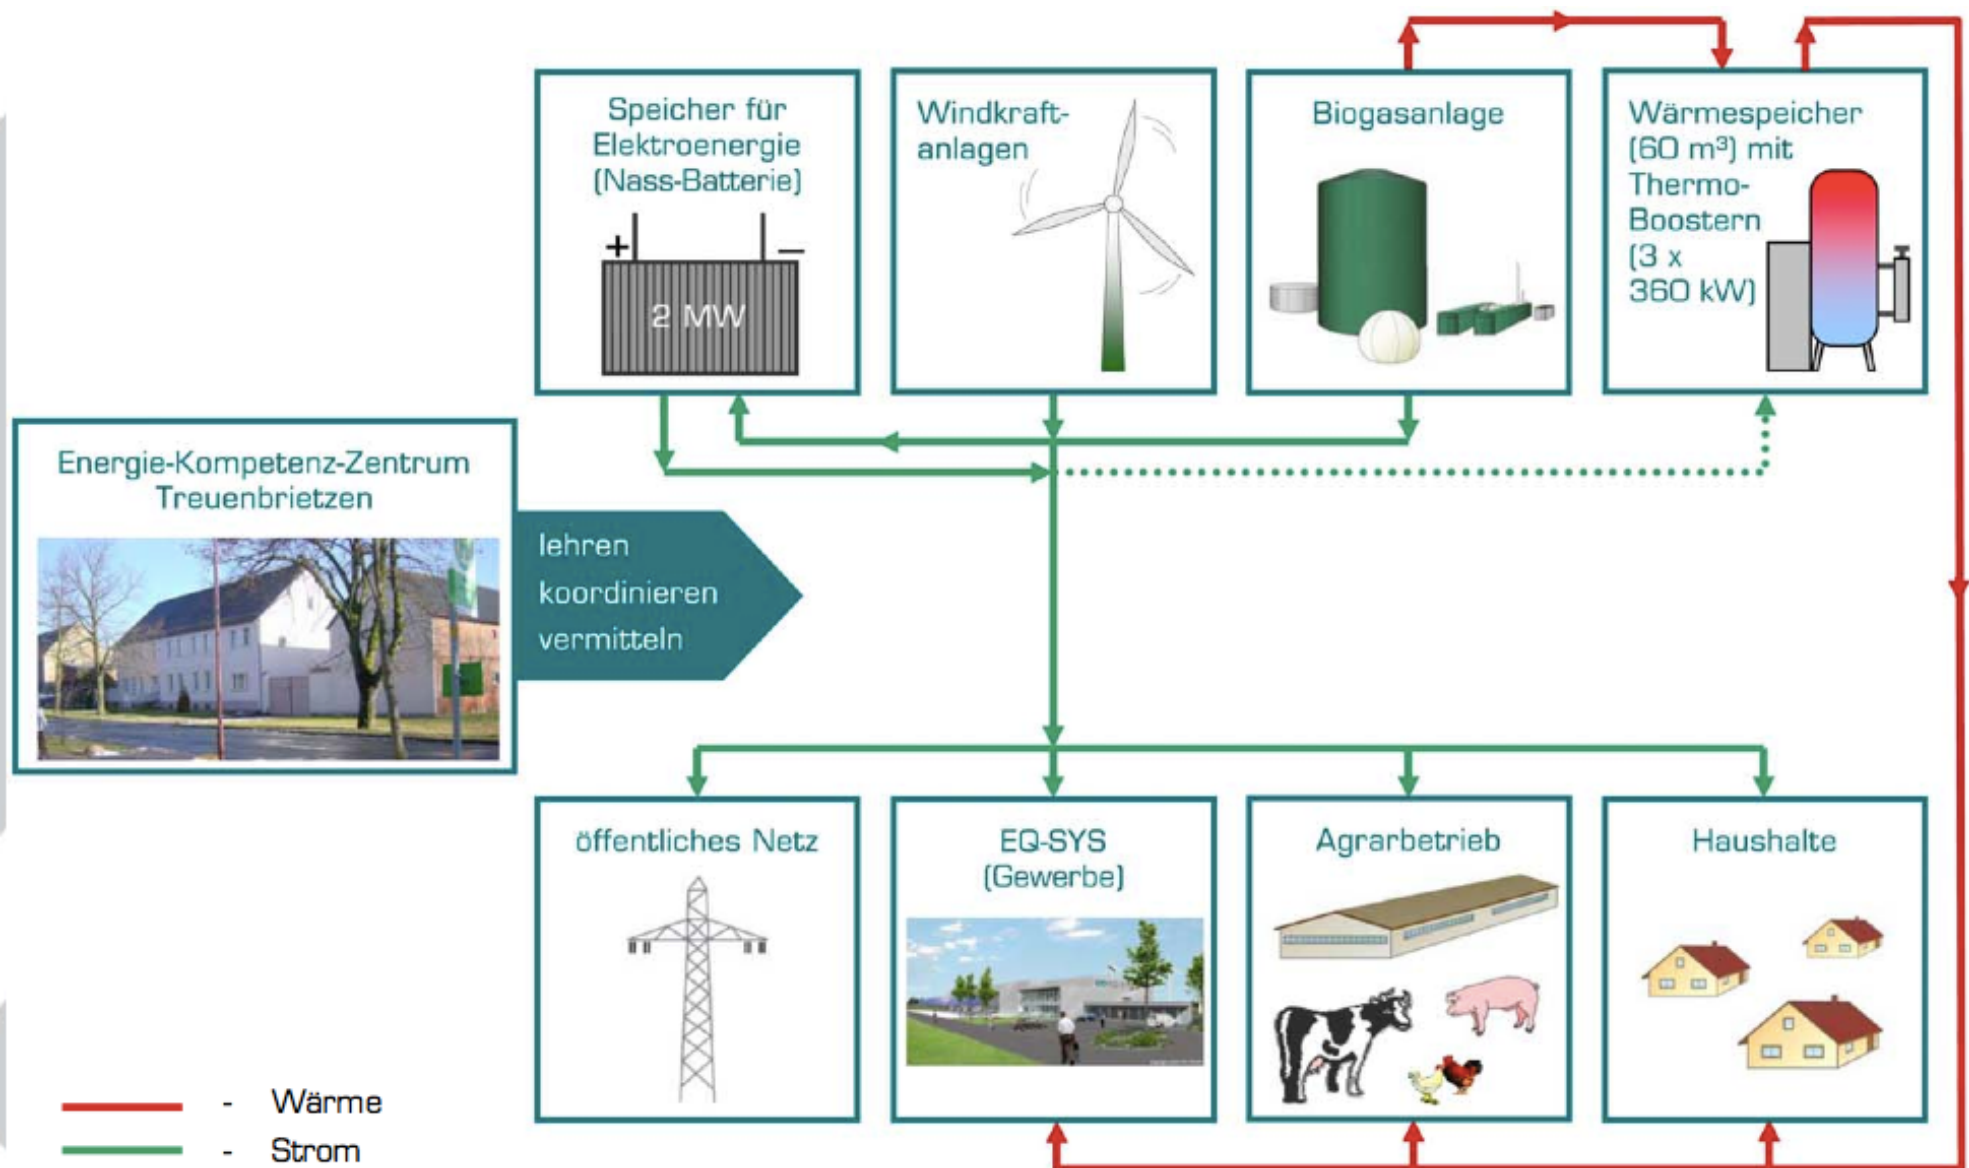 Speicher für
Elektroenergie
(Nass-Batterie)
+
–
2 MW
Windkraft-
anlagen
Biogasanlage
Wärmespeicher
(60 m³) mit
Thermo-
Boostern
(3 x
360 kW)
Energie-Kompetenz-Zentrum
Treuenbrietzen
lehren
koordinieren
vermitteln
öffentliches Netz
EQ-SYS
(Gewerbe)
Agrarbetrieb
Haushalte
- Wärme
- Strom